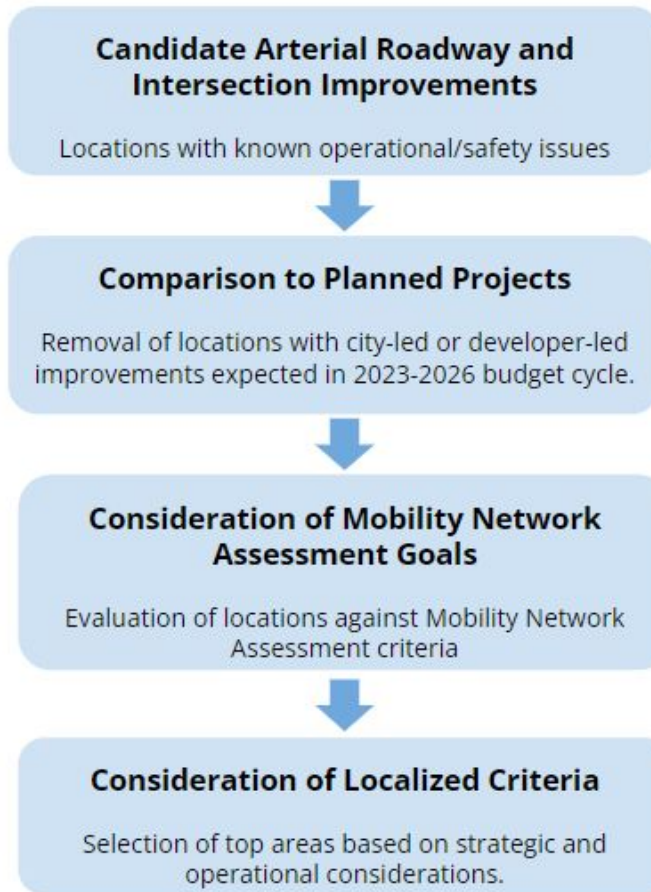 Candidate Arterial Roadway and
Intersection Improvements
Locations with known operational/safety issues
Comparison to Planned Projects
Removal of locations with city-led or developer-led
improvements expected in 2023-2026 budget cycle.
Consideration of Mobility Network
Assessment Goals
Evaluation of locations against Mobility Network
Assessment criteria
Consideration of Localized Criteria
Selection of top areas based on strategic and
operational considerations.